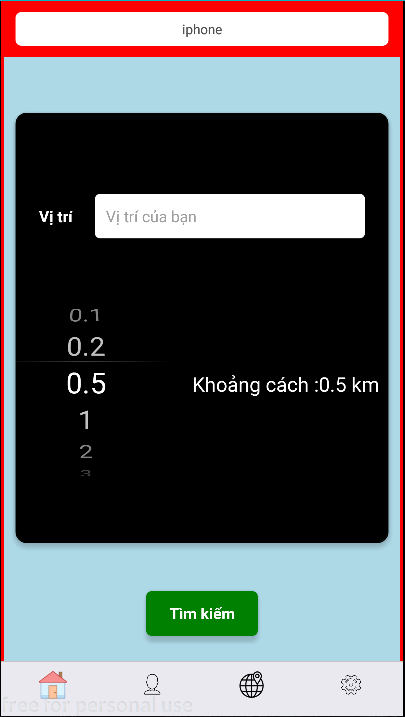 iphone
Vị trí
Vị trí của bạn
0.1
0.2
0.5
Khoảng cách :0.5 km
1
2
3
Tìm kiếm
free for personal use